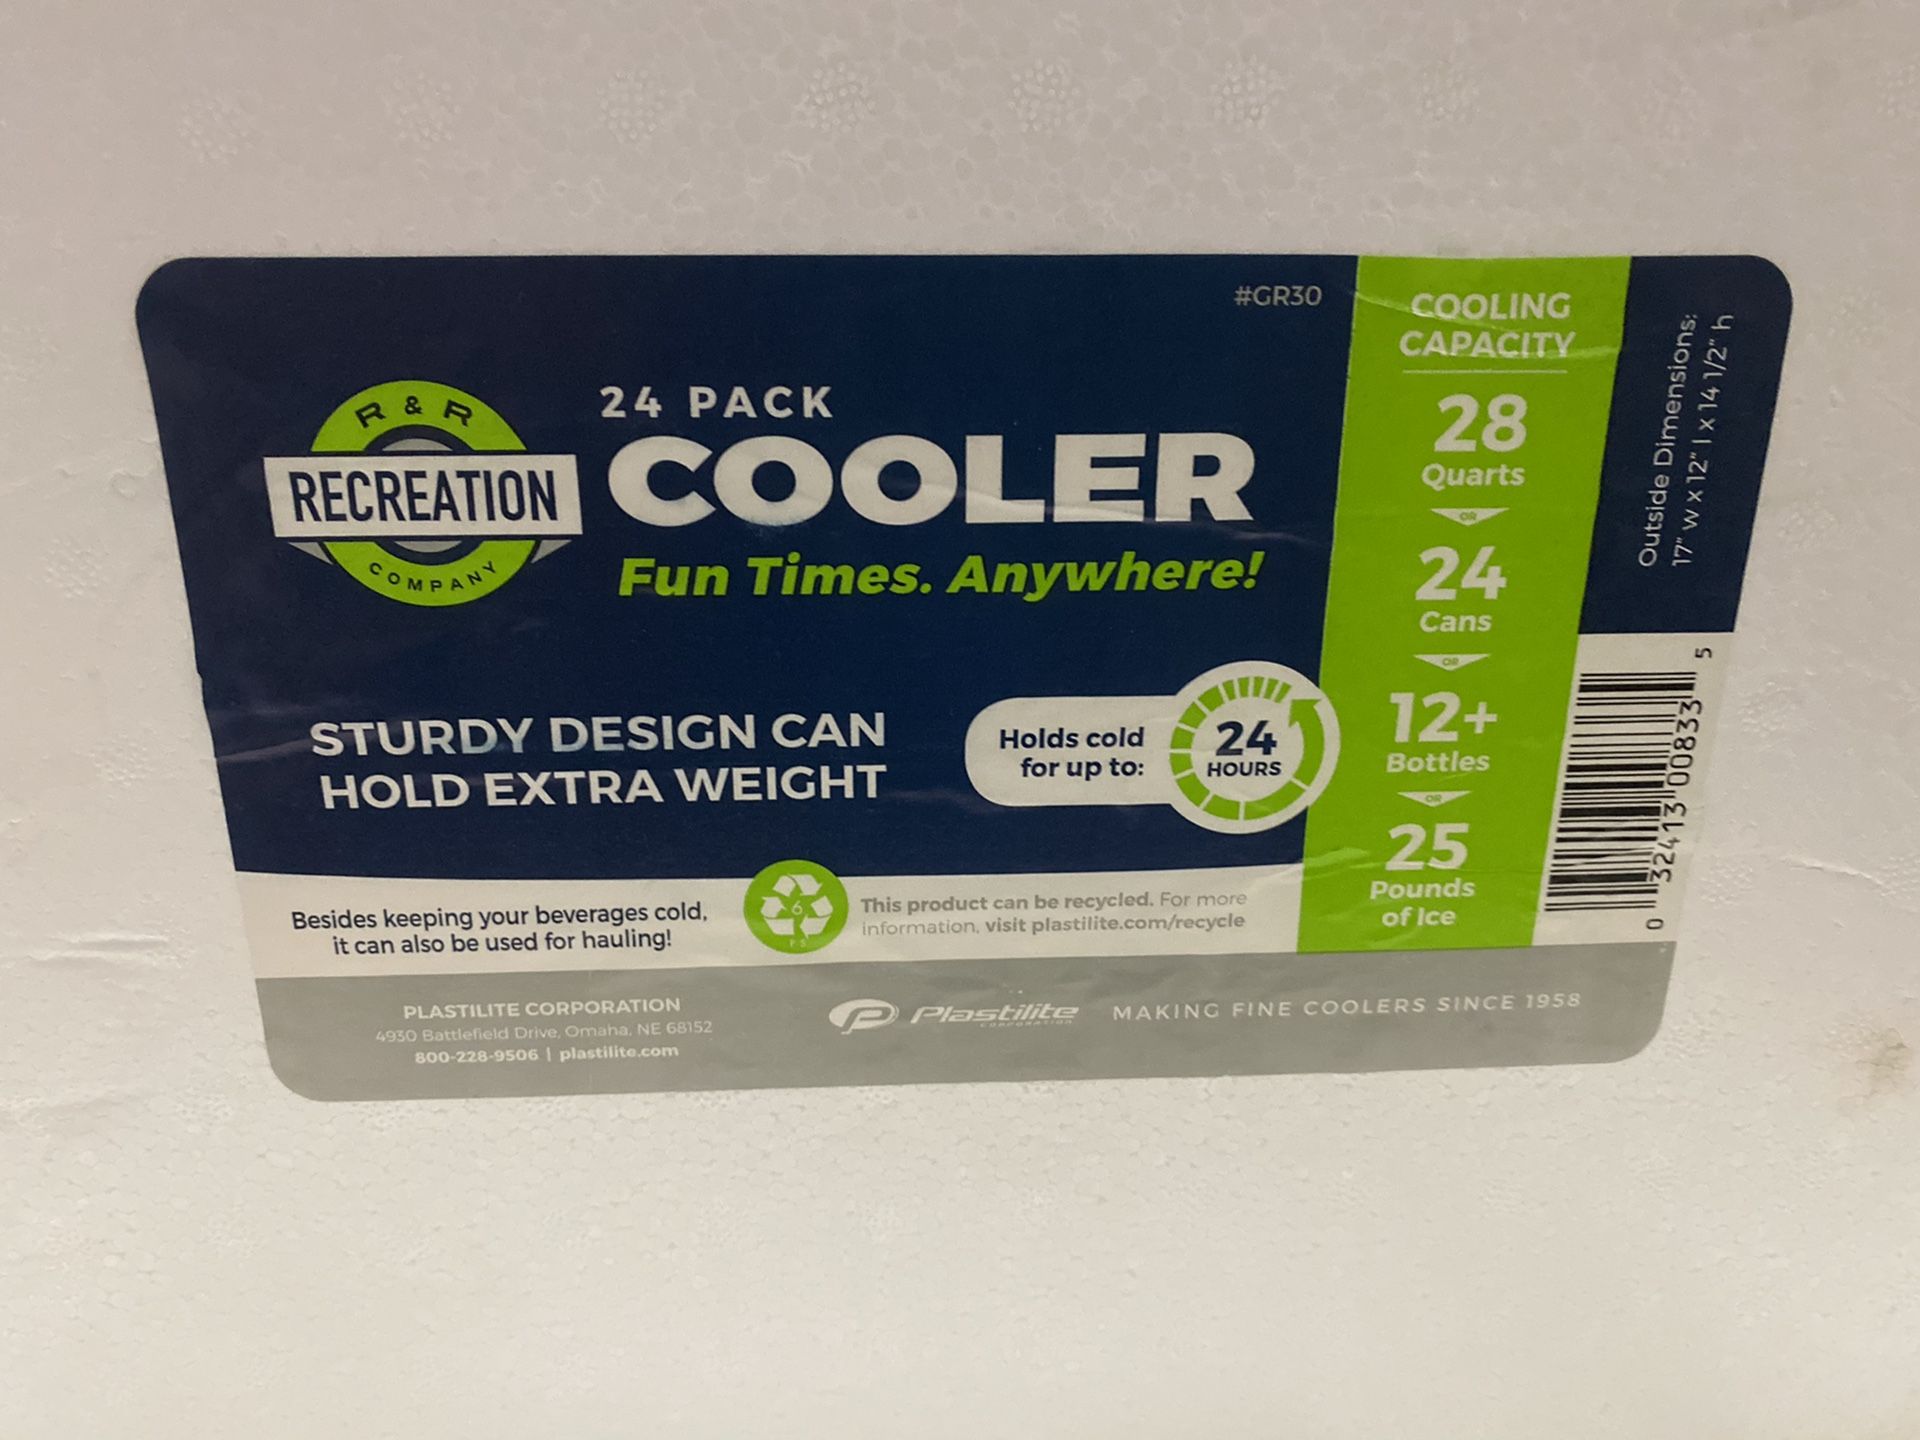 #GR30
R & R
RECREATION
COMPANY
24 PACK
COOLER
Fun Times. Anywhere!
STURDY DESIGN CAN
HOLD EXTRA WEIGHT
Holds cold
for up to:
24
HOURS
COOLING
CAPACITY
28
Quarts
OR
24
Cans
OR
12+
Bottles
OR
25
Pounds
of Ice
Outside Dimensions:
17" w x 12" l x 14 1/2" h
0 32413 00833 5
Besides keeping your beverages cold,
it can also be used for hauling!
6
PS
This product can be recycled. For more
information, visit plastilite.com/recycle
PLASTILITE CORPORATION
4930 Battlefield Drive, Omaha, NE 68152
800-228-9506 | plastilite.com
Plastilite
CORPORATION
MAKING FINE COOLERS SINCE 1958